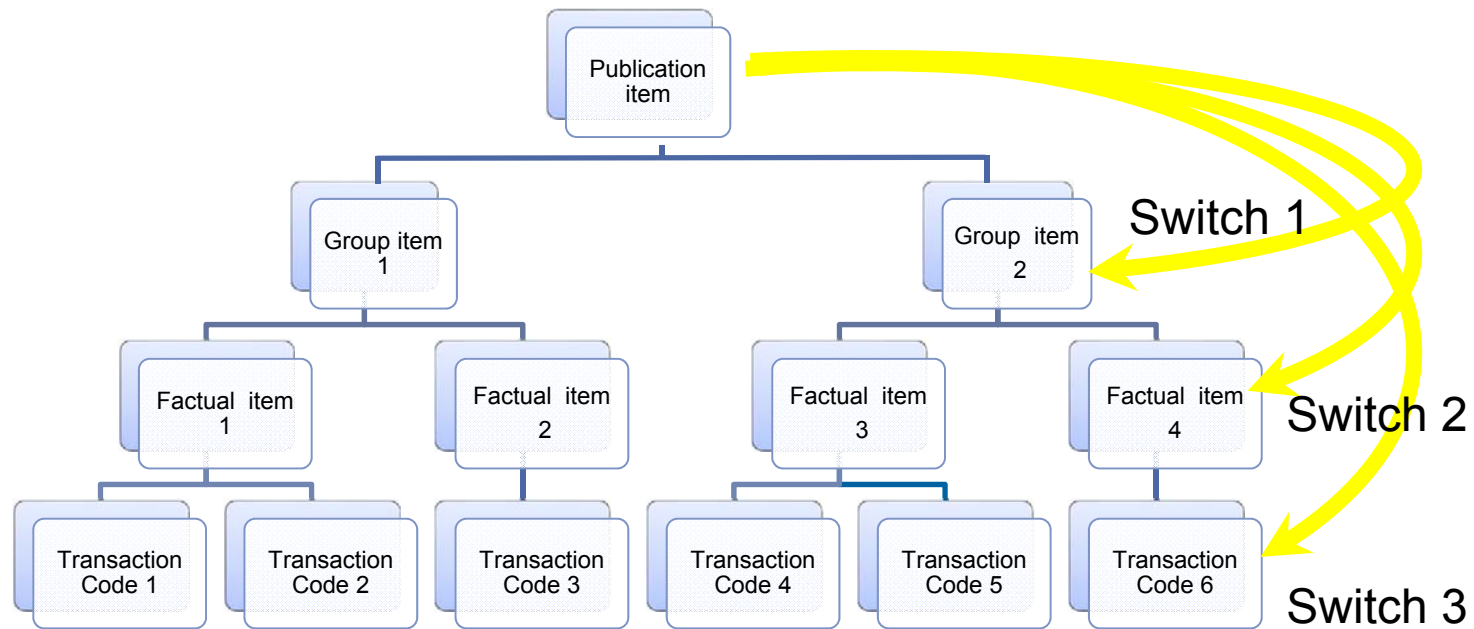 Publication
item
Switch 1
Group item
1
Group item
2
Factual item
1
Factual item
2
Factual item
3
Factual item
4
Switch 2
Transaction
Code 1
Transaction
Code 2
Transaction
Code 3
Transaction
Code 4
Transaction
Code 5
Transaction
Code 6
Switch 3